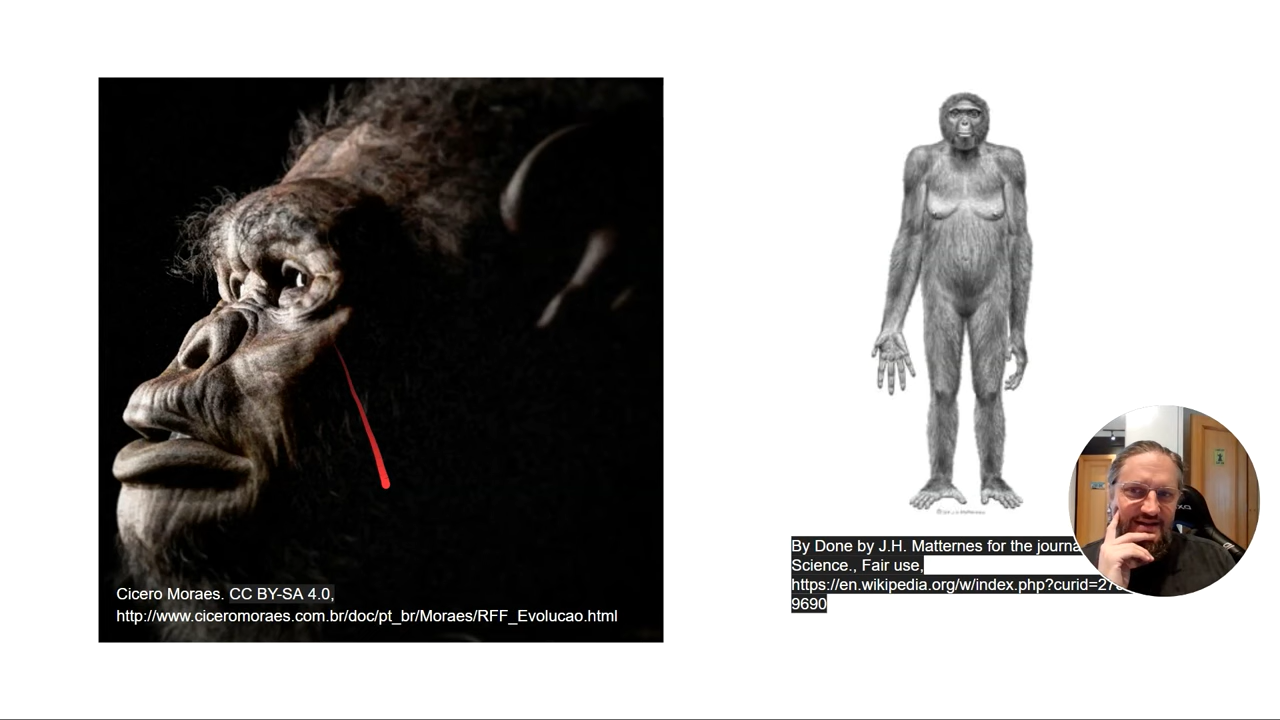 Cicero Moraes. CC BY-SA 4.0,
http://www.ciceromoraes.com.br/doc/pt_br/Moraes/RFF_Evolucao.html
By Done by J.H. Matternes for the journa
Science., Fair use,
https://en.wikipedia.org/w/index.php?curid=27
9690